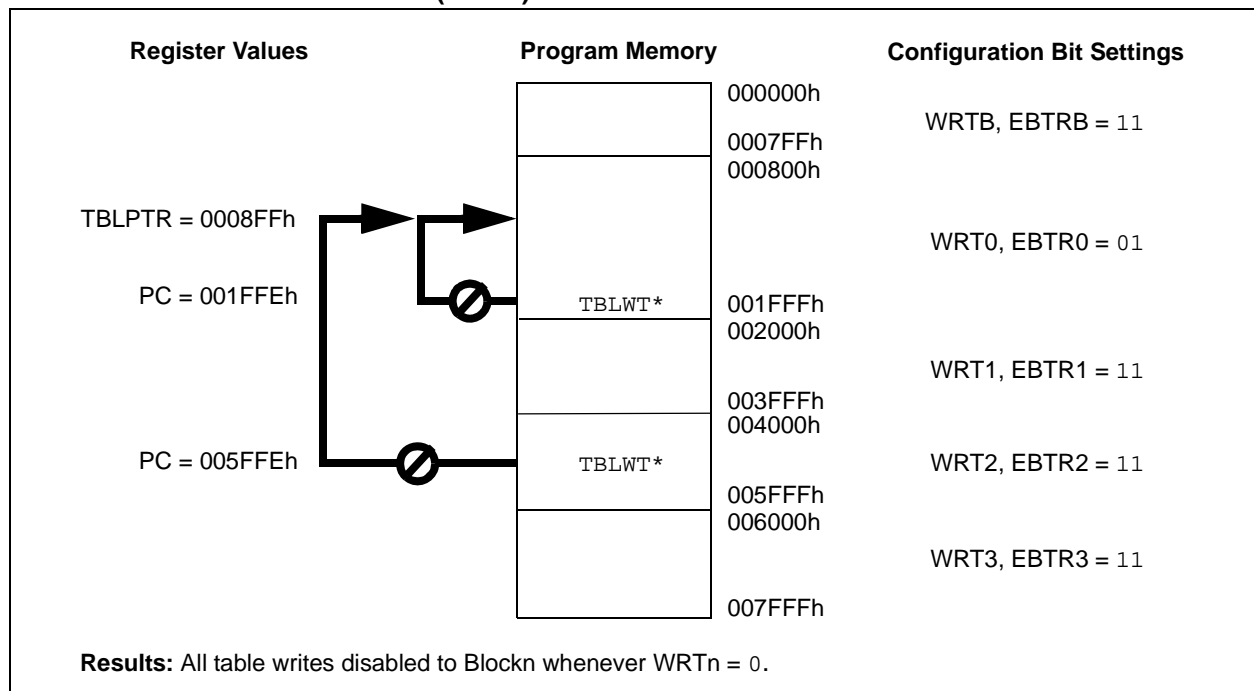 Register Values Program Memory Configuration Bit Settings
000000h
WRTB, EBTRB = 11
0007FFh
000800h
TBLPTR = 0008FFh
WRT0, EBTR0 = 01
PC = 001FFEh TBLWT* 001FFFh
002000h
WRT1, EBTR1 = 11
003FFFh
004000h
PC = 005FFEh TBLWT* WRT2, EBTR2 = 11
005FFFh
006000h
WRT3, EBTR3 = 11
007FFFh
Results: All table writes disabled to Blockn whenever WRTn = 0.